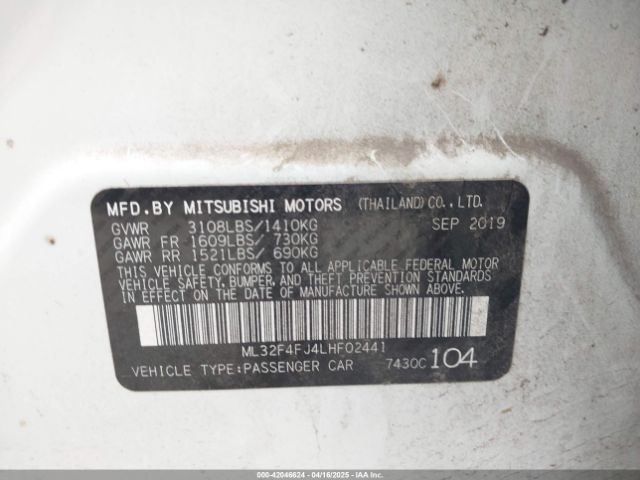 MFD.BY MITSUBISHI MOTORS (THAILAND) CO.,LTD.
GVWR 3108LBS/1410KG SEP 2019
GAWR FR 1609LBS/ 730KG
GAWR RR 1521LBS/ 690KG
THIS VEHICLE CONFORMS TO ALL APPLICABLE FEDERAL MOTOR
VEHICLE SAFETY, BUMPER, AND THEFT PREVENTION STANDARDS
IN EFFECT ON THE DATE OF MANUFACTURE SHOWN ABOVE.
ML32F4FJ4LHF02441
VEHICLE TYPE:PASSENGER CAR 7430C 104
000-42046624 - 04/16/2025 - IAAI.COM